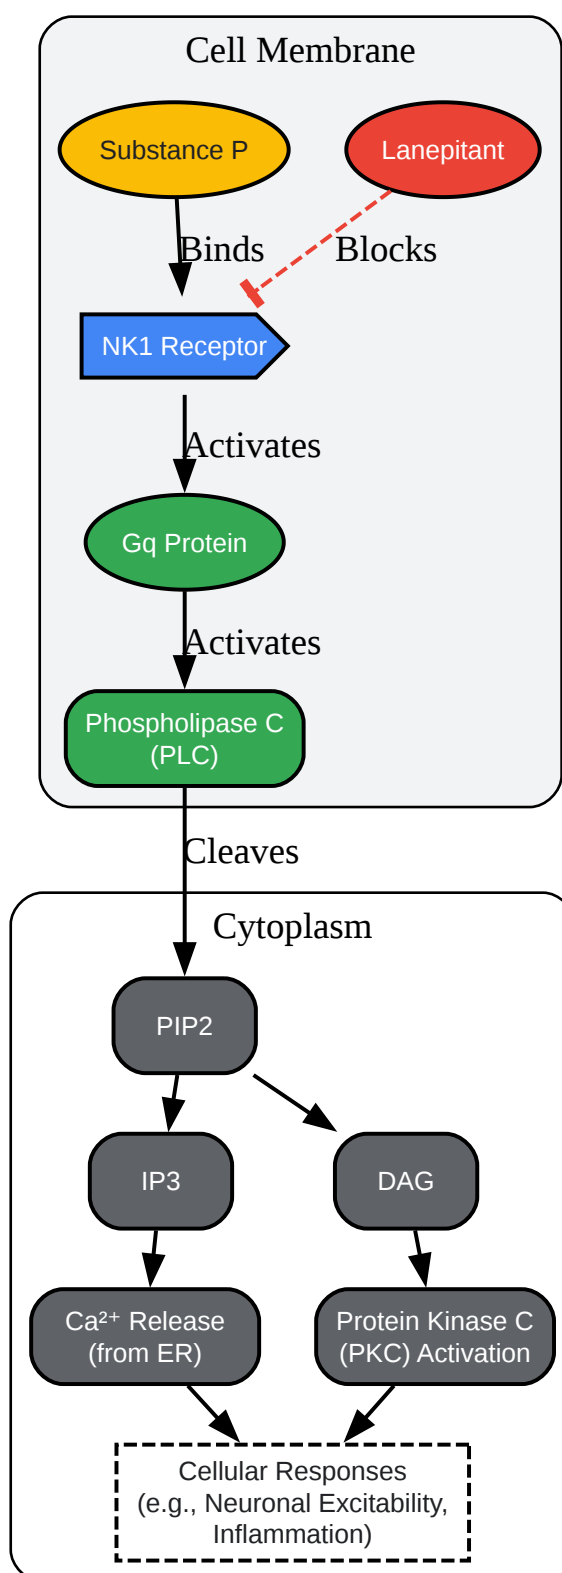 Cell Membrane
Substance P
Lanepitant
Binds
Blocks
NK1 Receptor
Activates
Gq Protein
Activates
Phospholipase C
(PLC)
Cleaves
Cytoplasm
PIP2
IP3
DAG
Ca²⁺ Release
(from ER)
Protein Kinase C
(PKC) Activation
Cellular Responses
(e.g., Neuronal Excitability,
Inflammation)